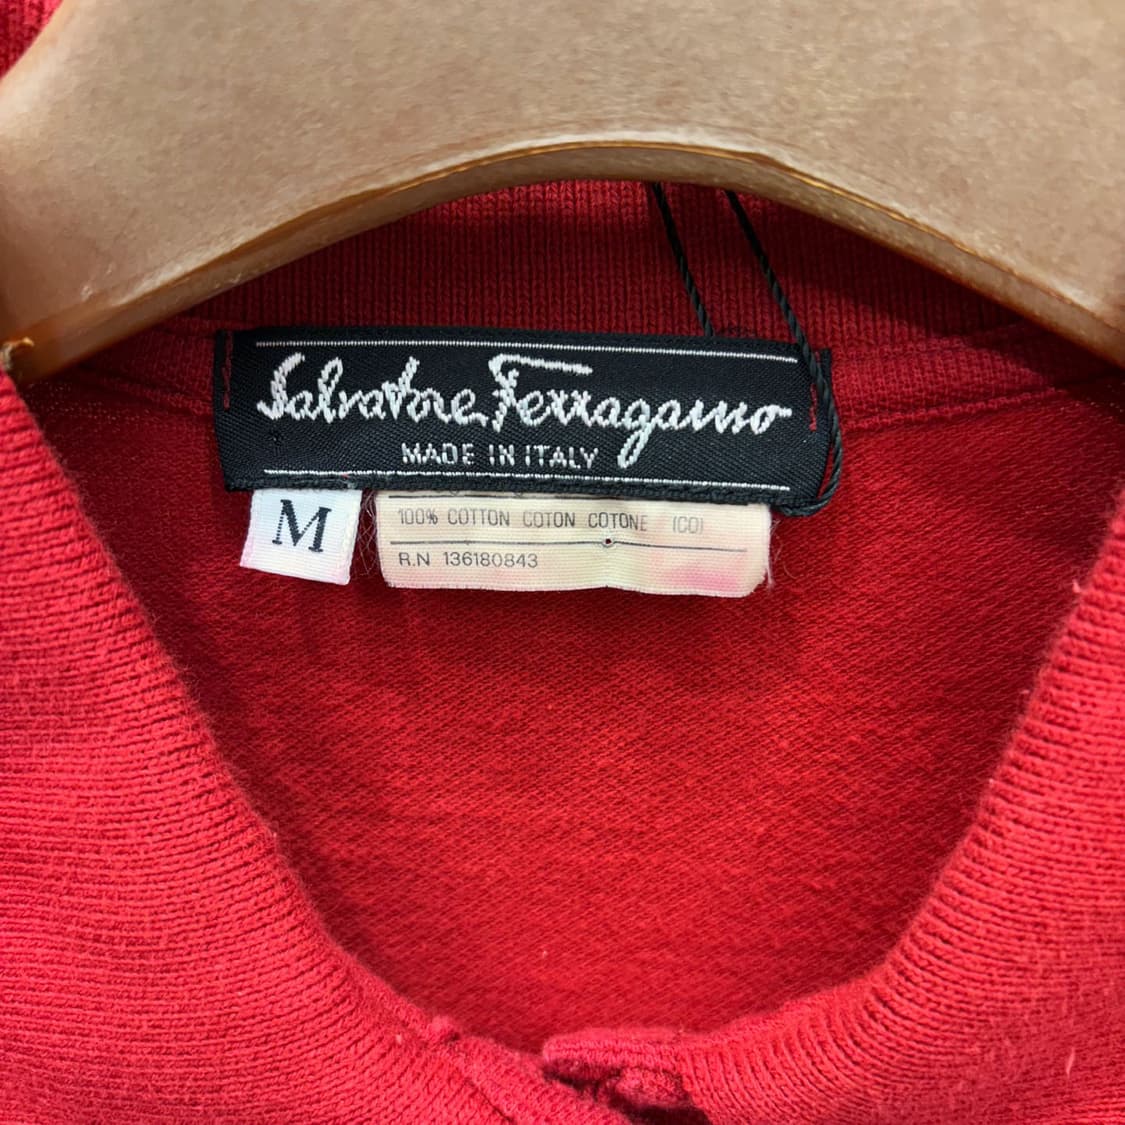 Salvatore Ferragamo
MADE IN ITALY
M
100% COTTON COTON COTONE (CO)
R.N 136180843